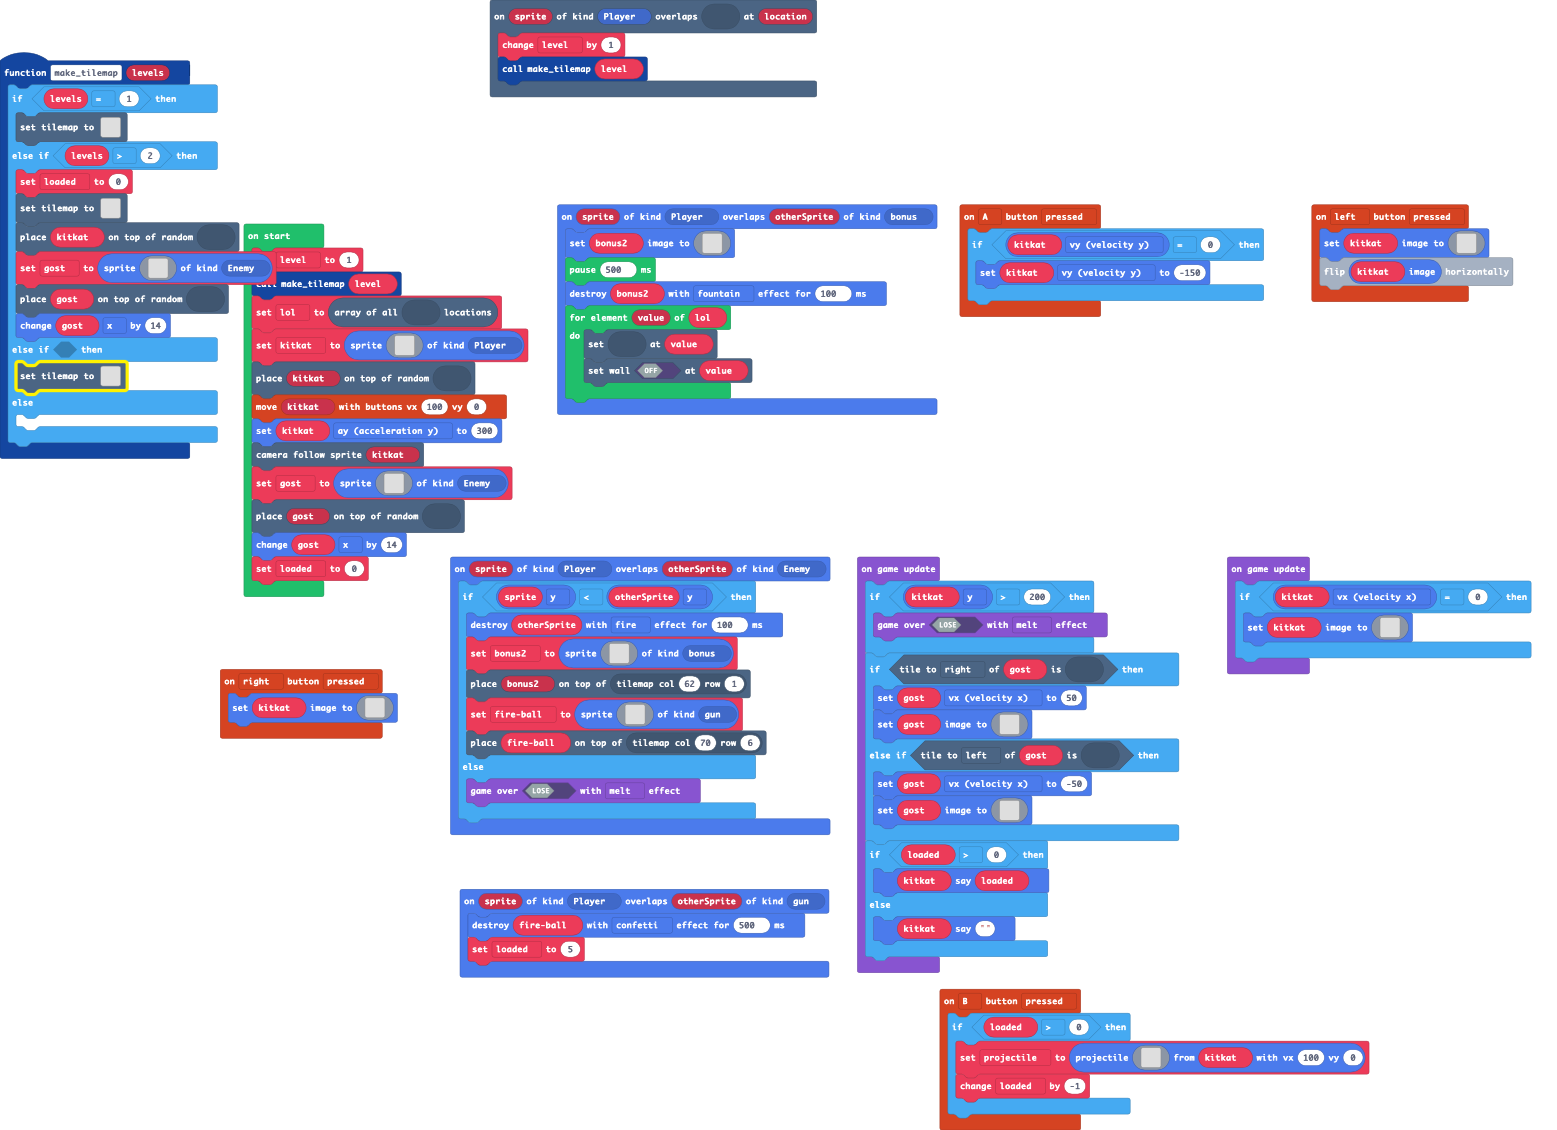 on sprite of kind Player overlaps at location
change level by 1
call make_tilemap level
function make_tilemap levels
if levels = 1 then
set tilemap to
else if levels > 2 then
set loaded to 0
set tilemap to
place kitkat on top of random
set gost to sprite of kind Enemy
place gost on top of random
change gost x by 14
else if then
set tilemap to
else
on start
level to 1
call make_tilemap level
set lol to array of all locations
set kitkat to sprite of kind Player
place kitkat on top of random
move kitkat with buttons vx 100 vy 0
set kitkat ay (acceleration y) to 300
camera follow sprite kitkat
set gost to sprite of kind Enemy
place gost on top of random
change gost x by 14
set loaded to 0
on sprite of kind Player overlaps otherSprite of kind bonus
set bonus2 image to
pause 500 ms
destroy bonus2 with fountain effect for 100 ms
for element value of lol
do
set at value
set wall OFF at value
on A button pressed
if kitkat vy (velocity y) = 0 then
set kitkat vy (velocity y) to -150
on left button pressed
set kitkat image to
flip kitkat image horizontally
on right button pressed
set kitkat image to
on sprite of kind Player overlaps otherSprite of kind Enemy
if sprite y < otherSprite y then
destroy otherSprite with fire effect for 100 ms
set bonus2 to sprite of kind bonus
place bonus2 on top of tilemap col 62 row 1
set fire-ball to sprite of kind gun
place fire-ball on top of tilemap col 70 row 6
else
game over LOSE with melt effect
on sprite of kind Player overlaps otherSprite of kind gun
destroy fire-ball with confetti effect for 500 ms
set loaded to 5
on game update
if kitkat y > 200 then
game over LOSE with melt effect
if tile to right of gost is then
set gost vx (velocity x) to 50
set gost image to
else if tile to left of gost is then
set gost vx (velocity x) to -50
set gost image to
if loaded > 0 then
kitkat say loaded
else
kitkat say ""
on game update
if kitkat vx (velocity x) = 0 then
set kitkat image to
on B button pressed
if loaded > 0 then
set projectile to projectile from kitkat with vx 100 vy 0
change loaded by -1